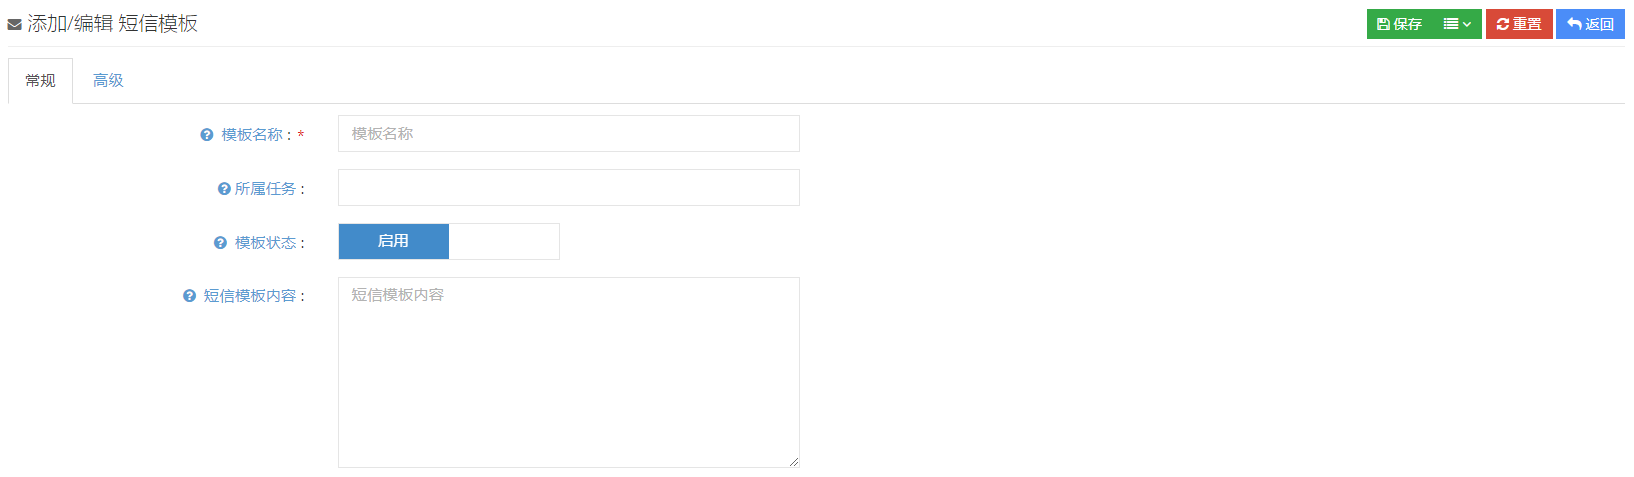 添加/编辑 短信模板
保存
重置
返回
常规
高级
模板名称 : *
模板名称
所属任务 :
模板状态 :
启用
短信模板内容 :
短信模板内容